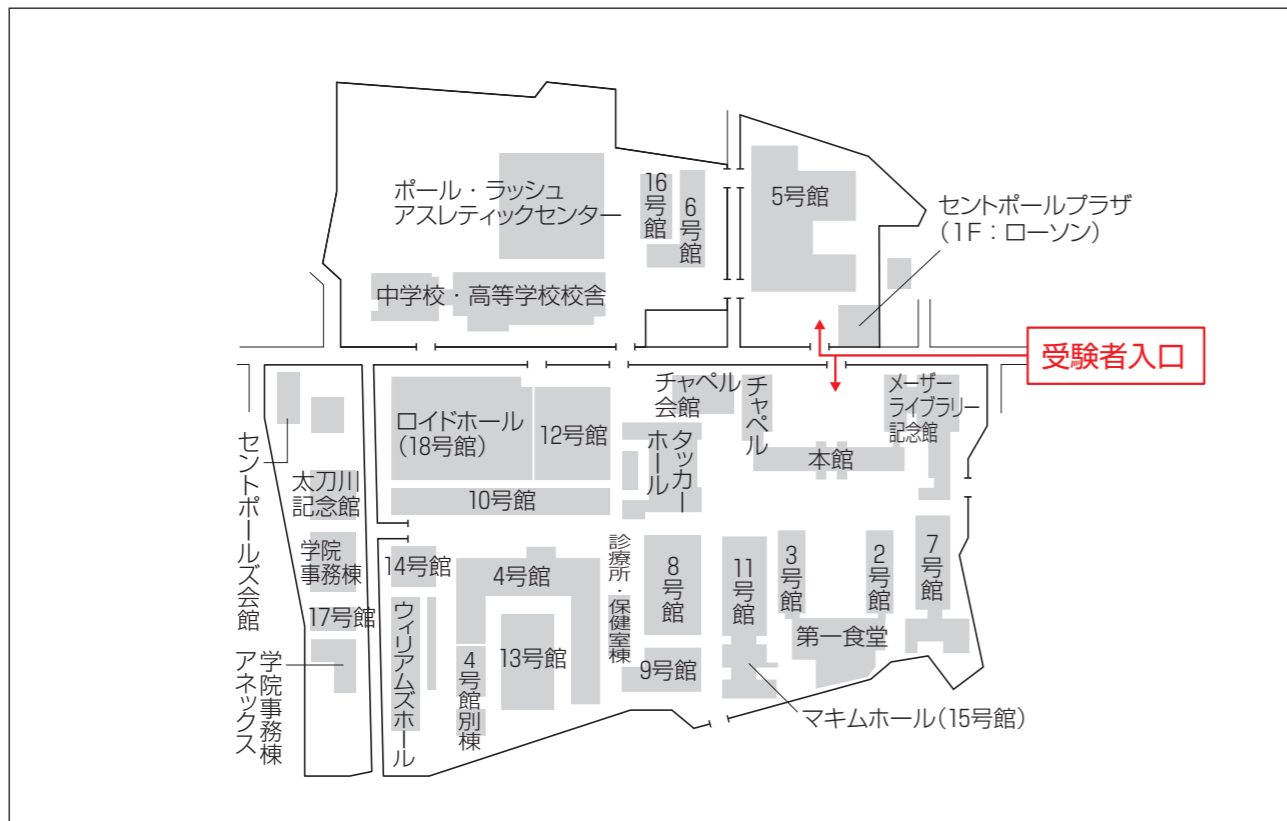 ポール・ラッシュ
アスレティックセンター
16号館
6号館
5号館
セントポールプラザ
(1F：ローソン)
中学校・高等学校校舎
受験者入口
セントポールズ会館
ロイドホール
(18号館)
12号館
チャペル
会館
チャペル
メーザー
ライブラリー
記念館
タッカー
ホール
本館
太刀川
記念館
10号館
学院
事務棟
14号館
4号館
診療所・保健室棟
8号館
11号館
3号館
2号館
7号館
17号館
ウィリアムズホール
13号館
第一食堂
学院事務棟
アネックス
4号館別棟
9号館
マキムホール(15号館)